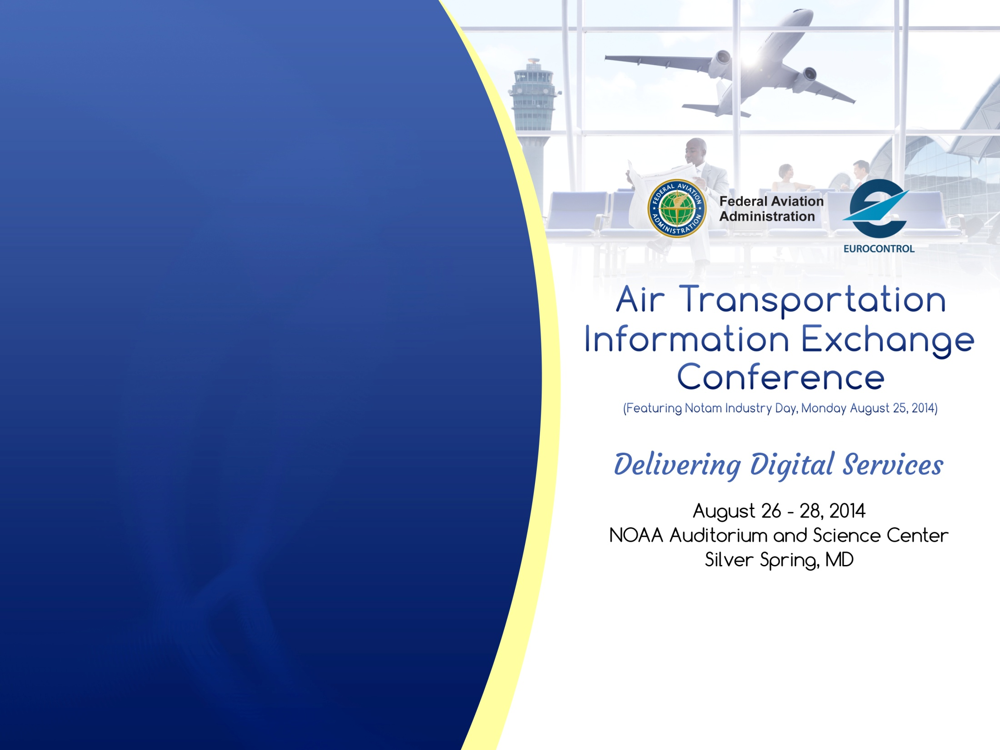 FEDERAL AVIATION
ADMINISTRATION
Federal Aviation
Administration
EUROCONTROL
Air Transportation
Information Exchange
Conference
(Featuring Notam Industry Day, Monday August 25, 2014)
Delivering Digital Services
August 26 - 28, 2014
NOAA Auditorium and Science Center
Silver Spring, MD